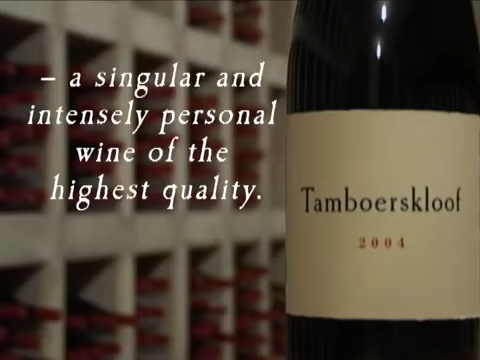 – a singular and
intensely personal
wine of the
highest quality.
Tamboerskloof
2004